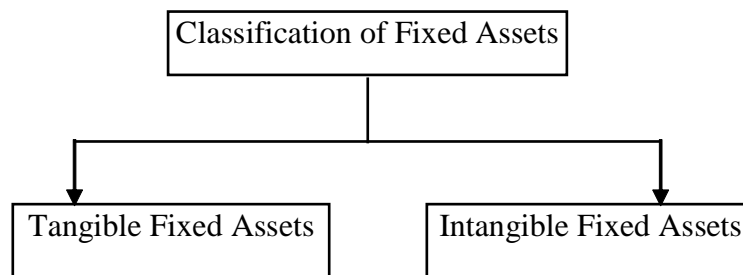 Classification of Fixed Assets
Tangible Fixed Assets
Intangible Fixed Assets